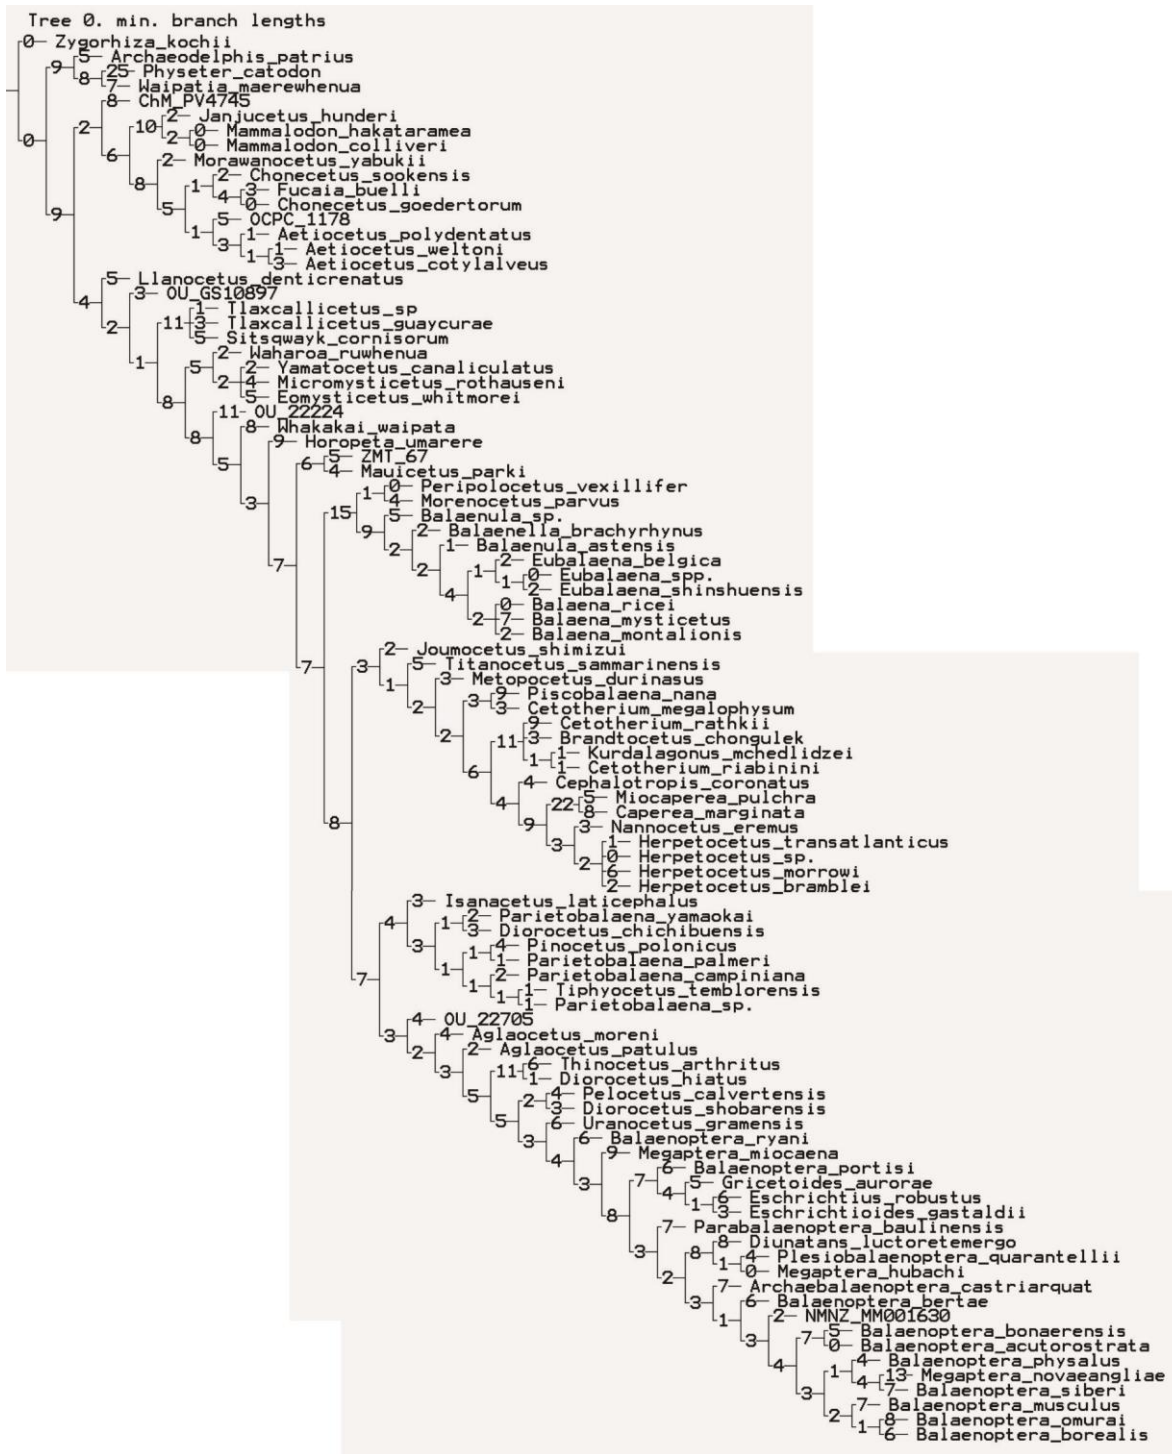 Tree 0. min. branch lengths
0 Zygorhiza_kochii
5 Archaeodelphis_patrius
9
8 25 Physeter_catodon
7 Waipatia_maerewhenua
8 ChM_PV4745
2 Janjucetus_hunderi
2 10 0 Mammalodon_hakataramea
0 2 0 Mammalodon_colliveri
6 2 Morawanocetus_yabukii
2 Chonecetus_sookensis
8 1 3 Fucaia_buelli
4 0 Chonecetus_goedertorum
9 5 5 OCPC_1178
1 1 Aetiocetus_polydentatus
3 1 Aetiocetus_weltoni
1 3 Aetiocetus_cotylalveus
5 Llanocetus_denticrenatus
4 3 OU_GS10897
1 Tlaxcallicetus_sp
2 11 3 Tlaxcallicetus_guaycurae
5 Sitsqwayk_cornisorum
1 2 Waharoa_ruwhenua
5 2 Yamatocetus_canaliculatus
2 4 Micromysticetus_rothauseni
8 5 Eomysticetus_whitmorei
11 OU_22224
8 8 Whakakai_waipata
9 Horopeta_umarere
5 6 5 ZMT_67
4 Mauicetus_parki
1 0 Peripolocetus_vexillifer
3 4 Morenocetus_parvus
15 5 Balaenula_sp.
9 2 Balaenella_brachyrhynus
2 1 Balaenula_astensis
7 2 2 Eubalaena_belgica
1 0 Eubalaena_spp.
4 1 2 Eubalaena_shinshuensis
0 Balaena_ricei
2 7 Balaena_mysticetus
2 Balaena_montalionis
2 Joumocetus_shimizui
7 3 5 Titanocetus_sammarinensis
1 3 Metopocetus_durinasus
3 9 Piscobalaena_nana
2 3 Cetotherium_megalophysum
9 Cetotherium_rathkii
2 11 3 Brandtocetus_chongulek
1 1 Kurdalagonus_mchedlidzei
6 1 Cetotherium_riabinini
4 Cephalotropis_coronatus
4 22 5 Miocaperea_pulchra
8 Caperea_marginata
8 9 3 Nannocetus_eremus
3 1 Herpetocetus_transatlanticus
0 Herpetocetus_sp.
2 6 Herpetocetus_morrowi
2 Herpetocetus_bramblei
3 Isanacetus_laticephalus
4 1 2 Parietobalaena_yamaokai
3 Diorocetus_chichibuensis
3 1 4 Pinocetus_polonicus
1 Parietobalaena_palmeri
1 2 Parietobalaena_campiniana
7 1 1 Tiphyocetus_temblorensis
1 1 Parietobalaena_sp.
4 OU_22705
3 4 Aglaocetus_moreni
2 2 Aglaocetus_patulus
3 11 6 Thinocetus_arthritus
1 Diorocetus_hiatus
5 2 4 Pelocetus_calvertensis
3 Diorocetus_shobarensis
5 6 Uranocetus_gramensis
3 6 Balaenoptera_ryani
4 9 Megaptera_miocaena
6 Balaenoptera_portisi
3 7 5 Gricetoides_aurorae
4 6 Eschrichtius_robustus
1 3 Eschrichtioides_gastaldii
8 7 Parabalaenoptera_baulinensis
8 Diunatans_luctoretemergo
3 8 4 Plesiobalaenoptera_quarantellii
1 0 Megaptera_hubachi
2 7 Archaebalaenoptera_castriarquat
3 6 Balaenoptera_bertae
1 2 NMNZ_MM001630
7 5 Balaenoptera_bonaerensis
3 0 Balaenoptera_acutorostrata
4 4 Balaenoptera_physalus
1 13 Megaptera_novaeangliae
3 4 7 Balaenoptera_siberi
7 Balaenoptera_musculus
2 8 Balaenoptera_omurai
1 6 Balaenoptera_borealis